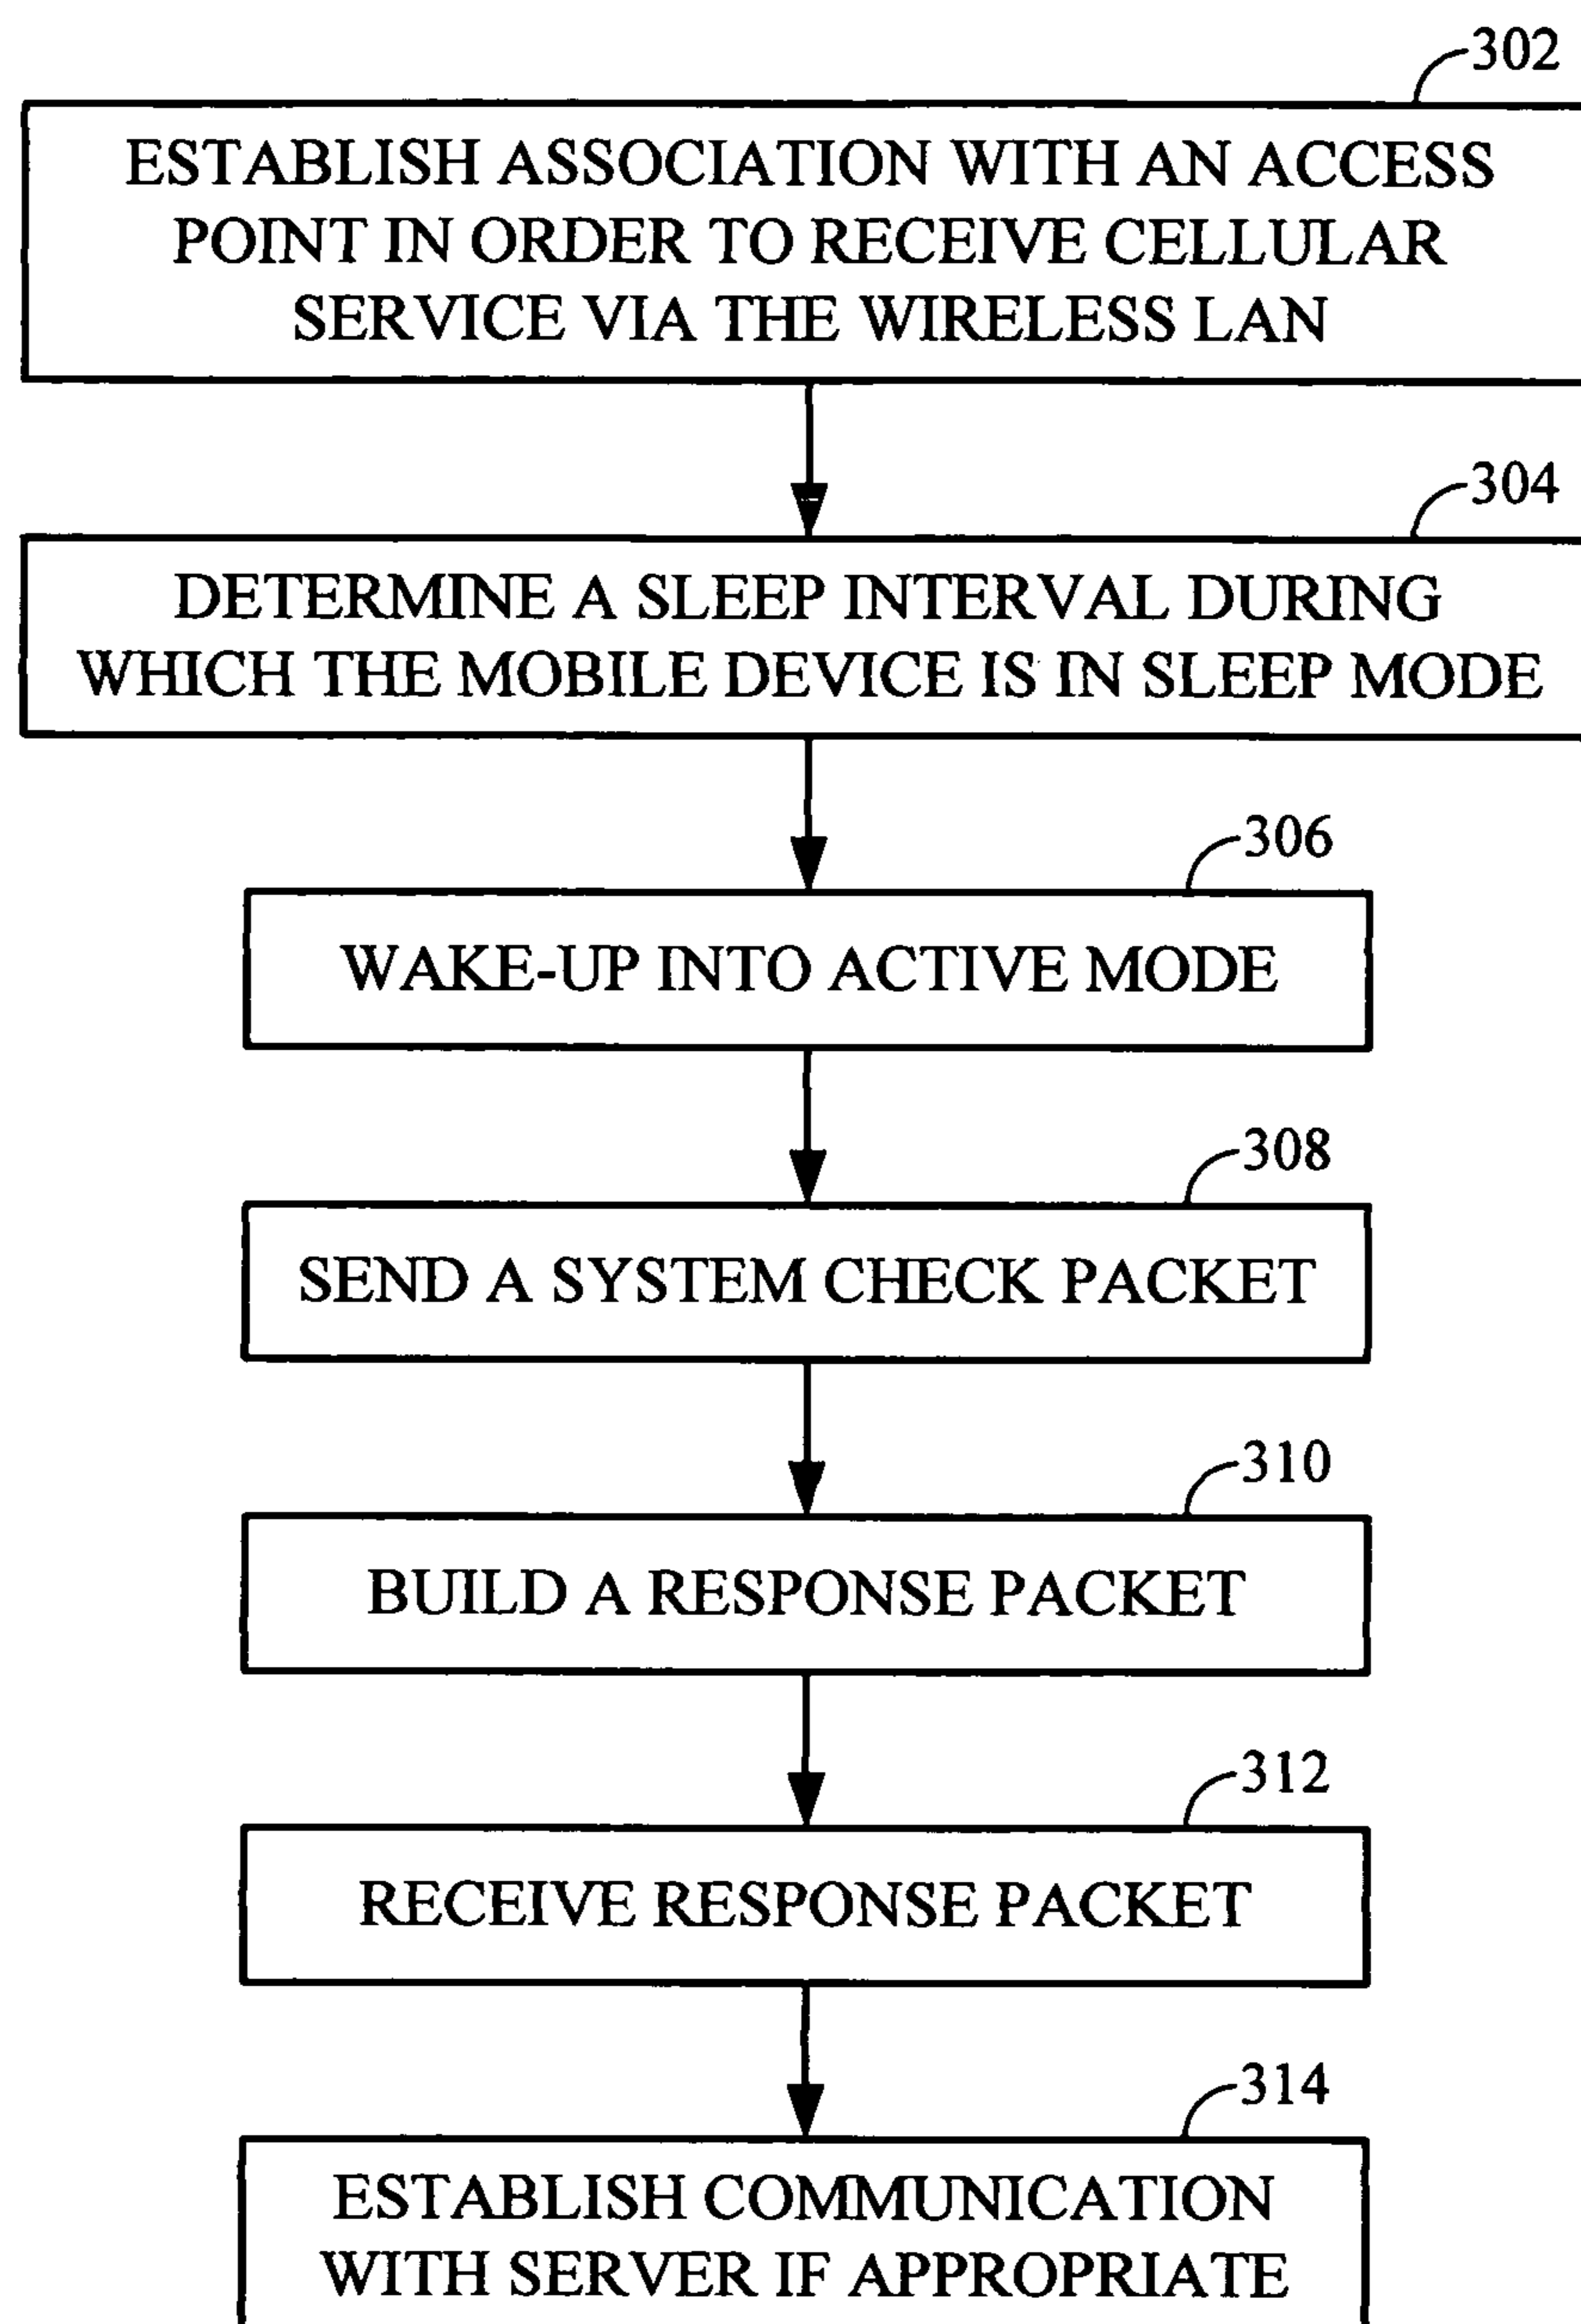 302
ESTABLISH ASSOCIATION WITH AN ACCESS
POINT IN ORDER TO RECEIVE CELLULAR
SERVICE VIA THE WIRELESS LAN
304
DETERMINE A SLEEP INTERVAL DURING
WHICH THE MOBILE DEVICE IS IN SLEEP MODE
306
WAKE-UP INTO ACTIVE MODE
308
SEND A SYSTEM CHECK PACKET
310
BUILD A RESPONSE PACKET
312
RECEIVE RESPONSE PACKET
314
ESTABLISH COMMUNICATION
WITH SERVER IF APPROPRIATE